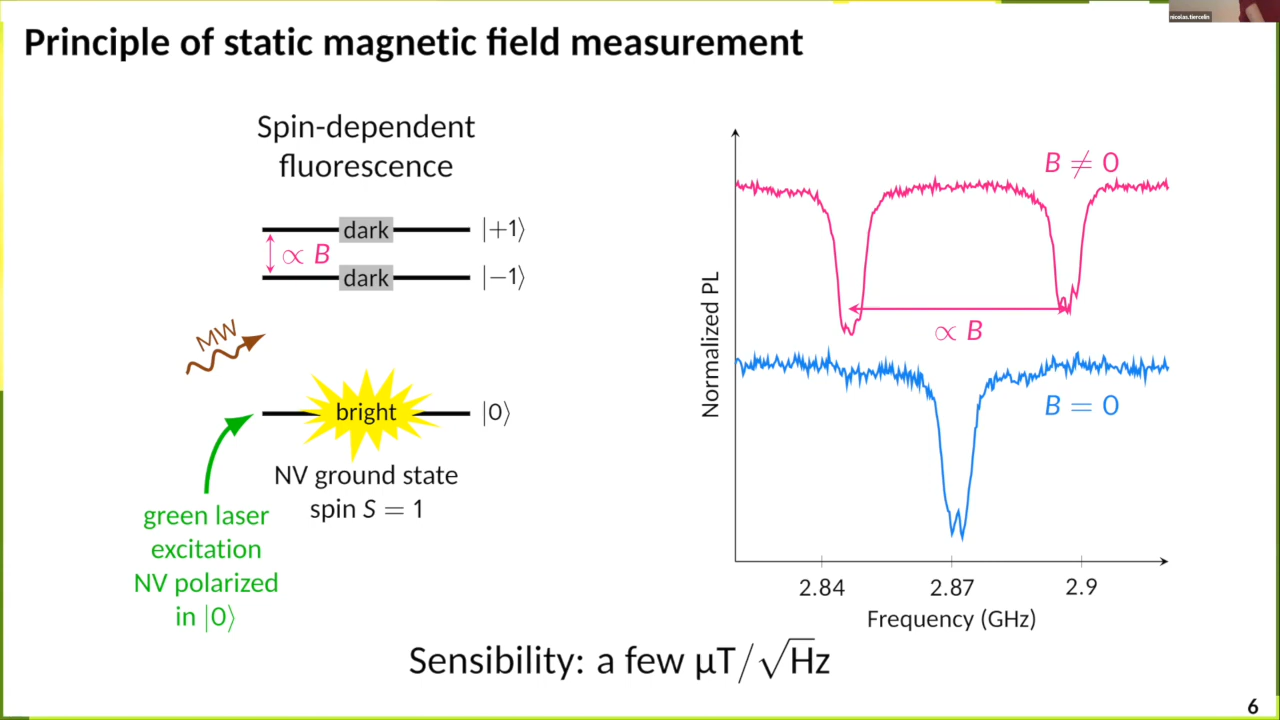 nicolas.tiercelin
Principle of static magnetic field measurement
Spin-dependent
fluorescence
dark |+1⟩
∝ B
dark |−1⟩
MW
bright |0⟩
NV ground state
spin S = 1
green laser
excitation
NV polarized
in |0⟩
Normalized PL
B ≠ 0
∝ B
B = 0
2.84 2.87 2.9
Frequency (GHz)
Sensibility: a few µT/√Hz
6